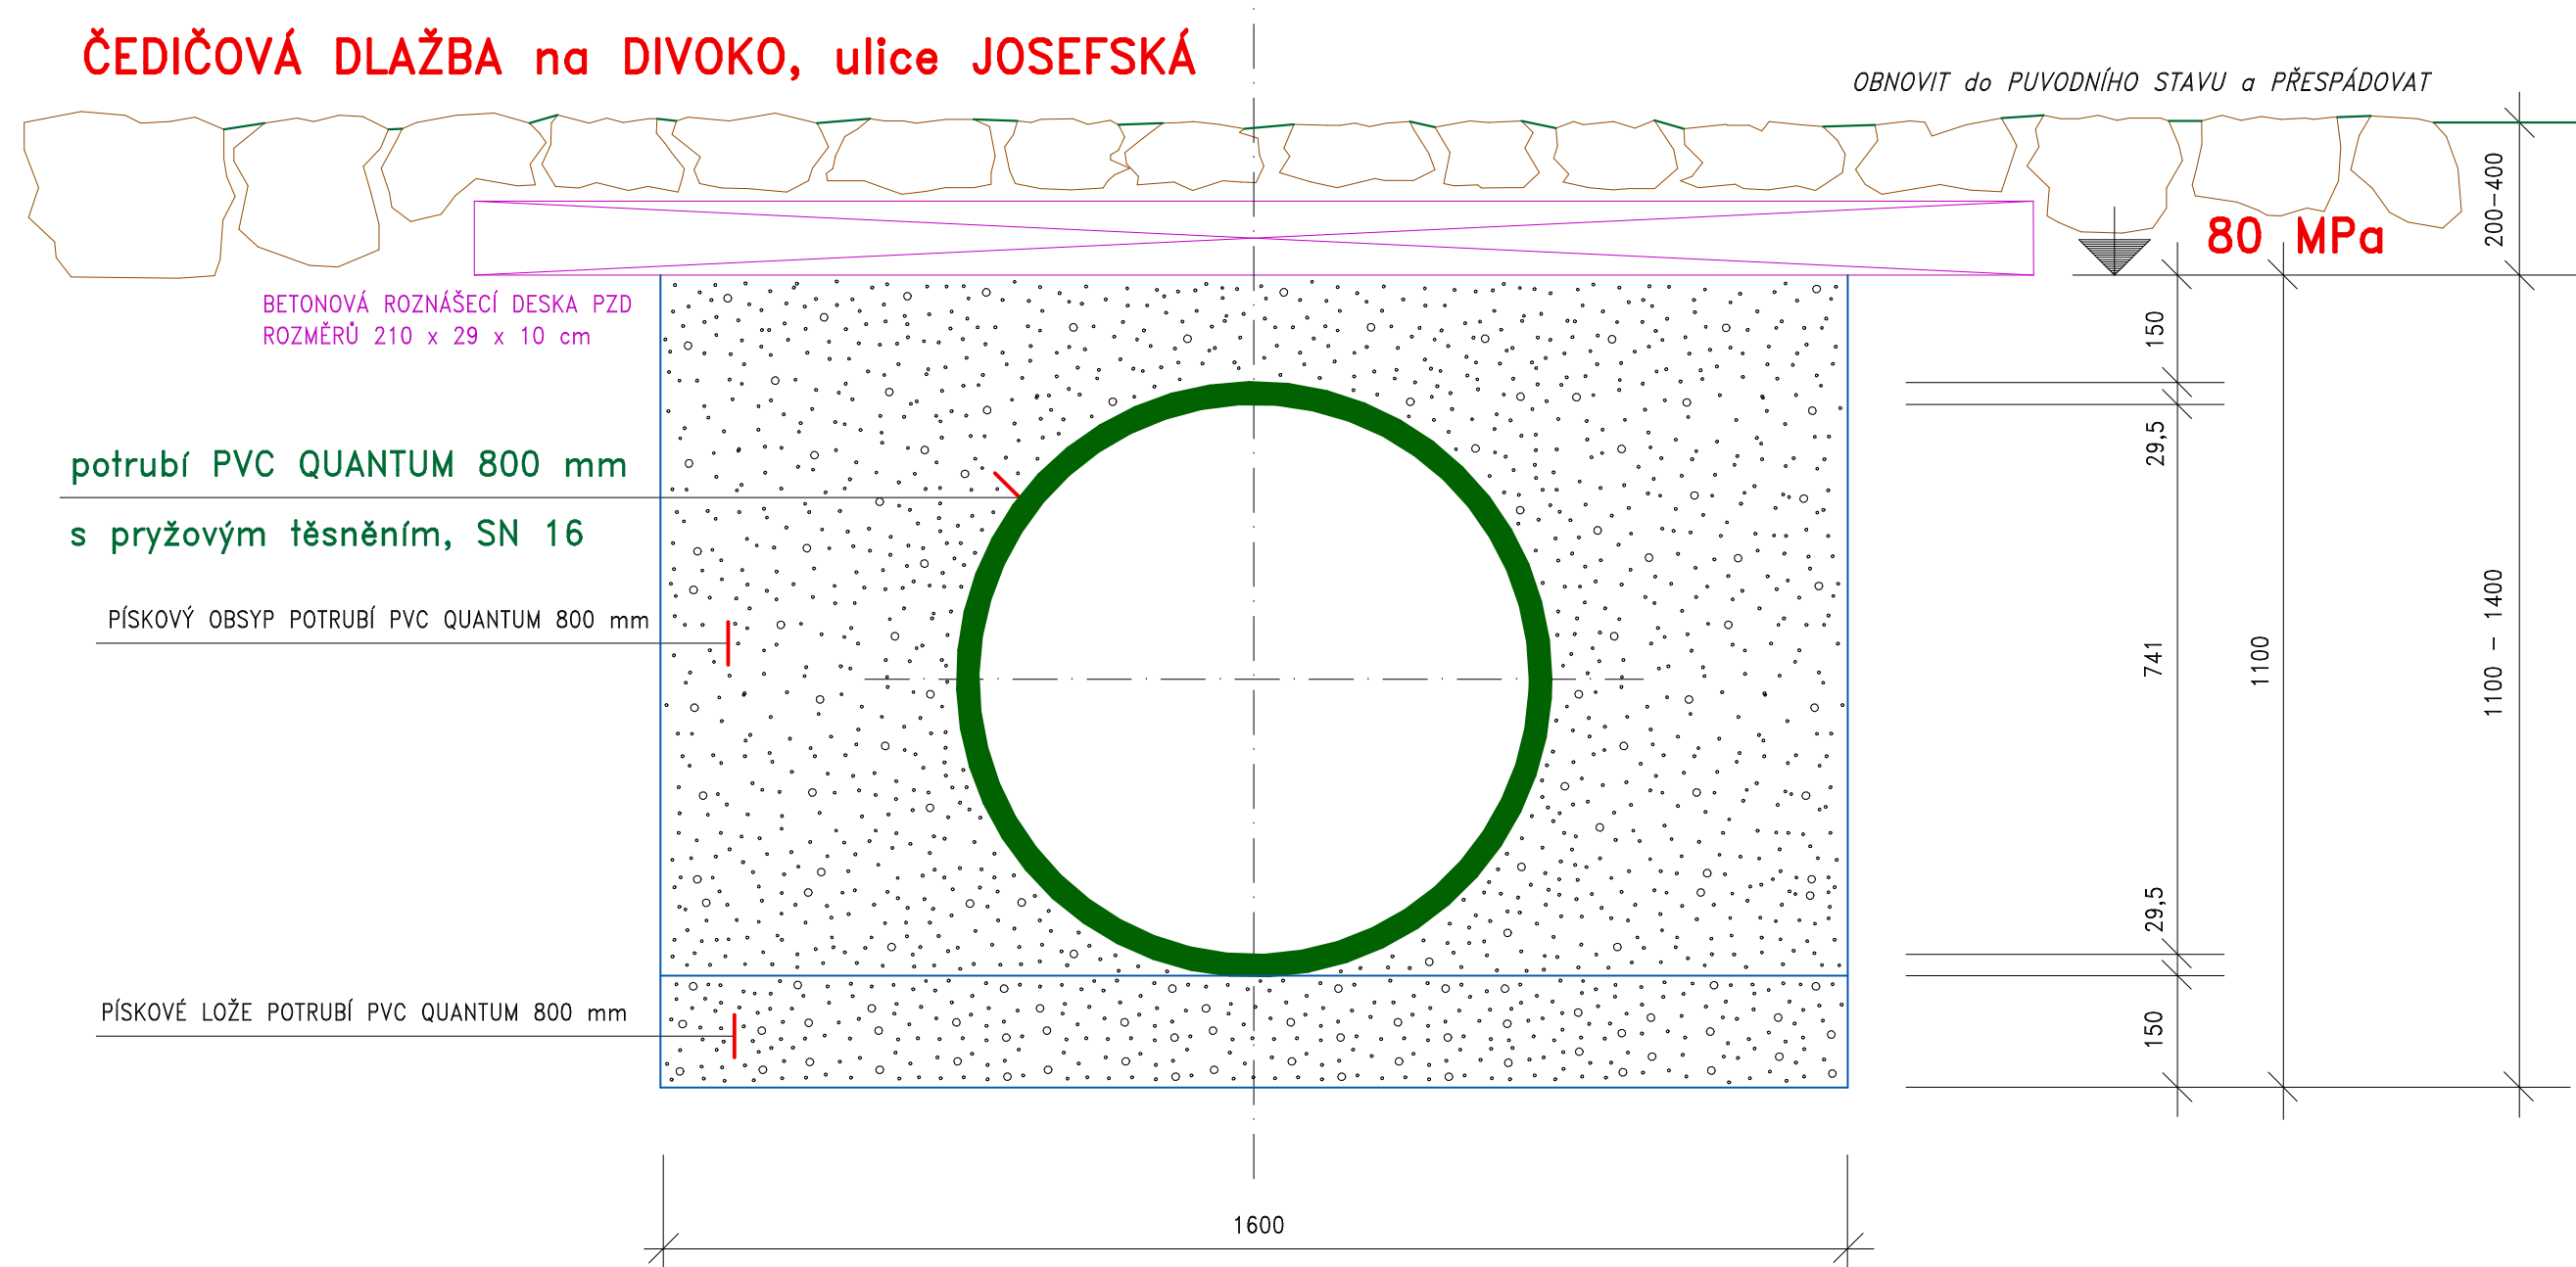 ČEDIČOVÁ DLAŽBA na DIVOKO, ulice JOSEFSKÁ
OBNOVIT do PUVODNÍHO STAVU a PŘESPÁDOVAT
200-400
80 MPa
BETONOVÁ ROZNÁŠECÍ DESKA PZD
ROZMĚRŮ 210 x 29 x 10 cm
150
29,5
potrubí PVC QUANTUM 800 mm
s pryžovým těsněním, SN 16
PÍSKOVÝ OBSYP POTRUBÍ PVC QUANTUM 800 mm
741
1100
1100 - 1400
29,5
PÍSKOVÉ LOŽE POTRUBÍ PVC QUANTUM 800 mm
150
1600